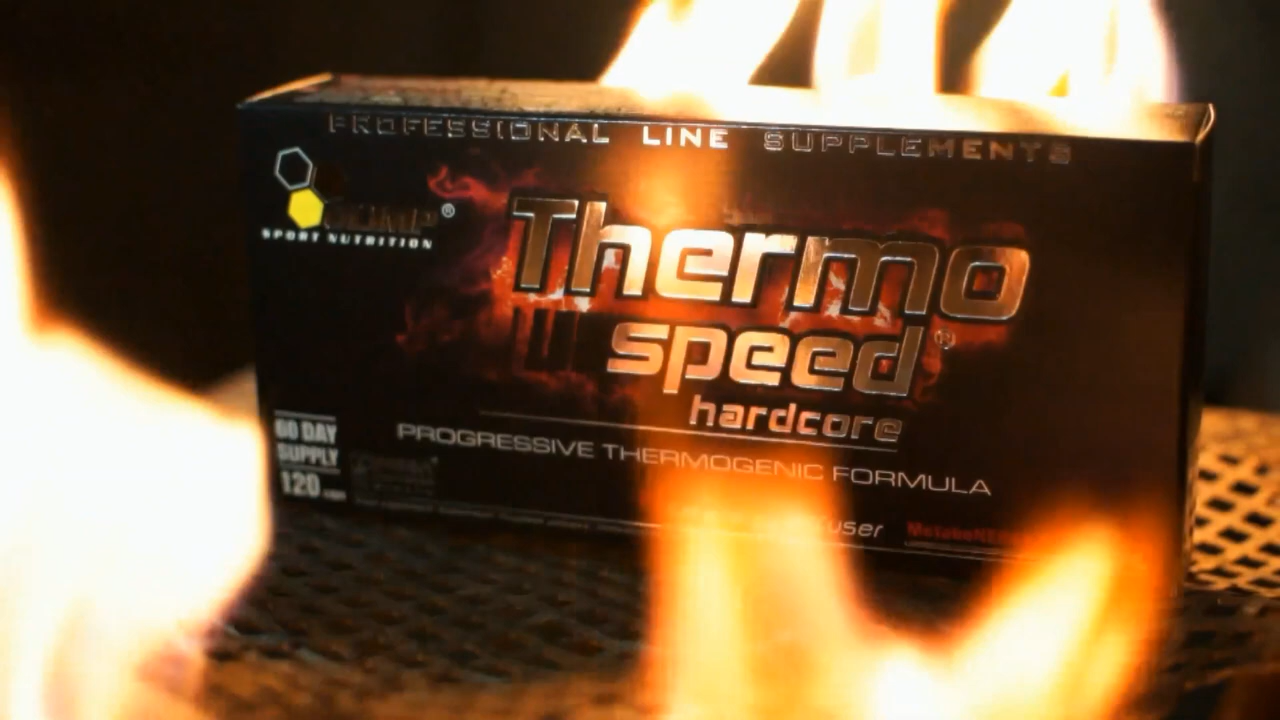 PROFESSIONAL LINE SUPPLEMENTS
SPORT NUTRITION
Thermo
speed®
hardcore
PROGRESSIVE THERMOGENIC FORMULA
60 DAY
SUPPLY
120